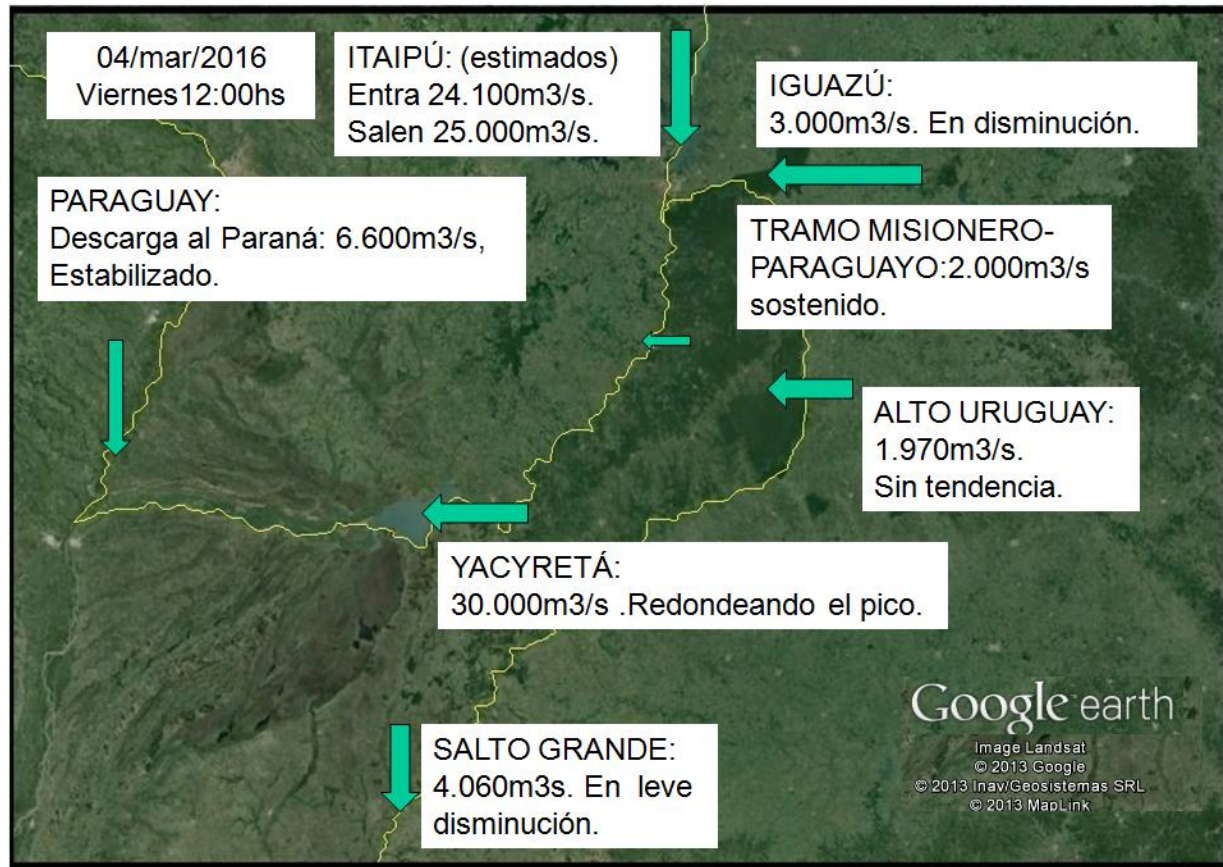 04/mar/2016
Viernes12:00hs
ITAIPÚ: (estimados)
Entra 24.100m3/s.
Salen 25.000m3/s.
IGUAZÚ:
3.000m3/s. En disminución.
PARAGUAY:
Descarga al Paraná: 6.600m3/s,
Estabilizado.
TRAMO MISIONERO-
PARAGUAYO:2.000m3/s
sostenido.
ALTO URUGUAY:
1.970m3/s.
Sin tendencia.
YACYRETÁ:
30.000m3/s .Redondeando el pico.
SALTO GRANDE:
4.060m3s. En leve
disminución.
Google earth
Image Landsat
© 2013 Google
© 2013 Inav/Geosistemas SRL
© 2013 MapLink